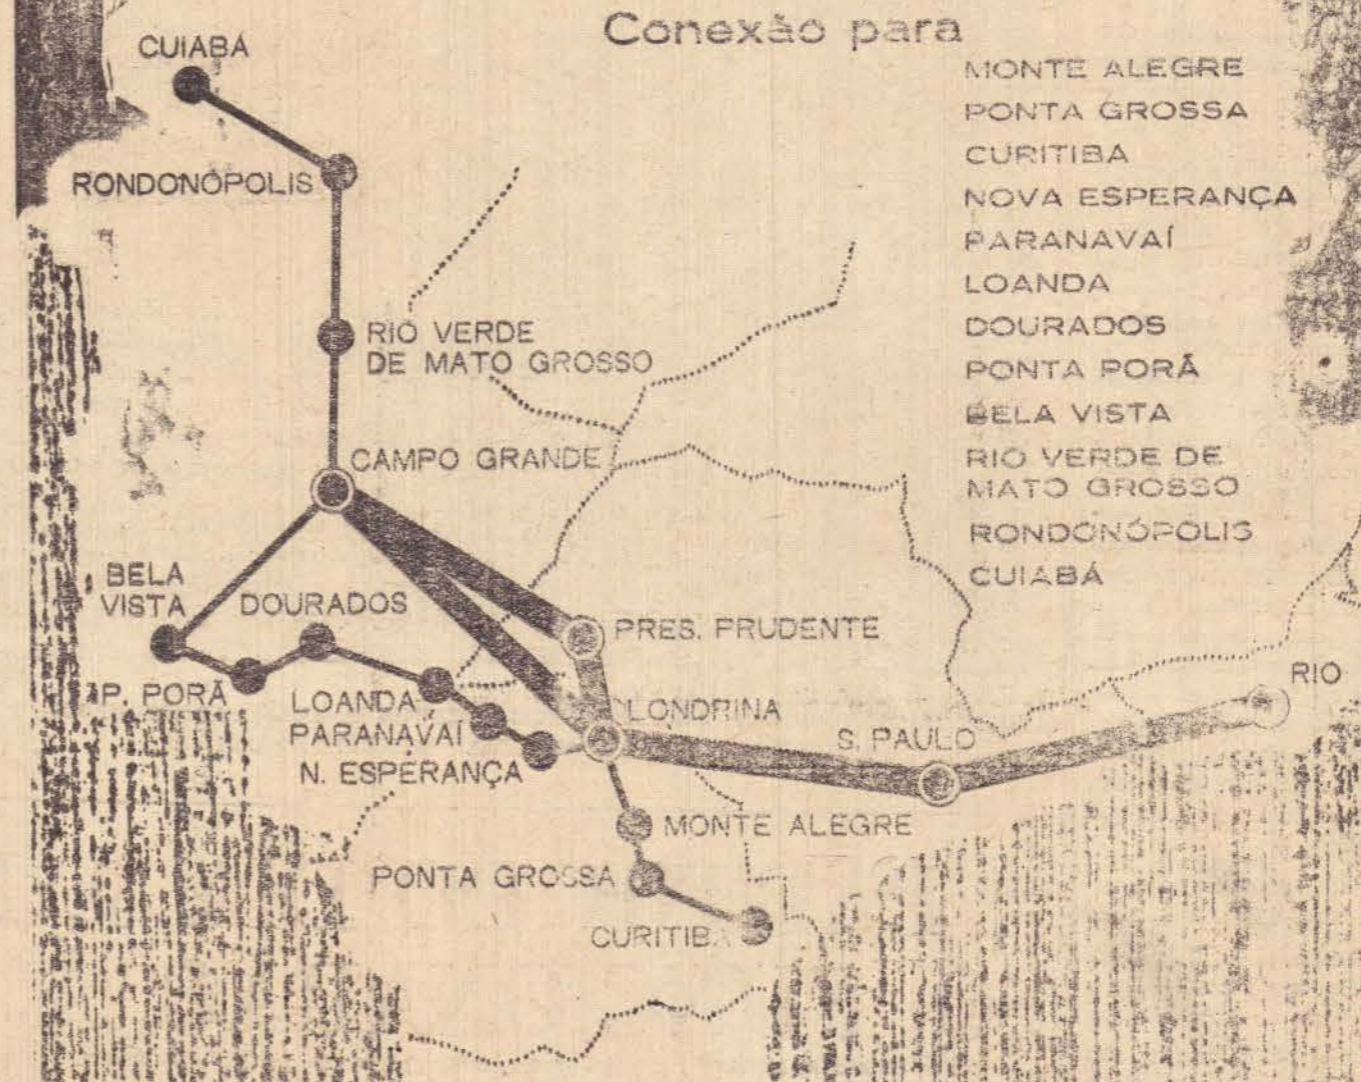 Conexão para
MONTE ALEGRE
PONTA GROSSA
CURITIBA
NOVA ESPERANÇA
PARANAVAÍ
LOANDA
DOURADOS
PONTA PORÃ
BELA VISTA
RIO VERDE DE
MATO GROSSO
RONDONÓPOLIS
CUIABÁ
CUIABÁ
RONDONÓPOLIS
RIO VERDE
DE MATO GROSSO
CAMPO GRANDE
BELA
VISTA
DOURADOS
PRES. PRUDENTE
P. PORÃ
LOANDA
PARANAVAÍ
N. ESPERANÇA
LONDRINA
S. PAULO
RIO
MONTE ALEGRE
PONTA GROSSA
CURITIBA